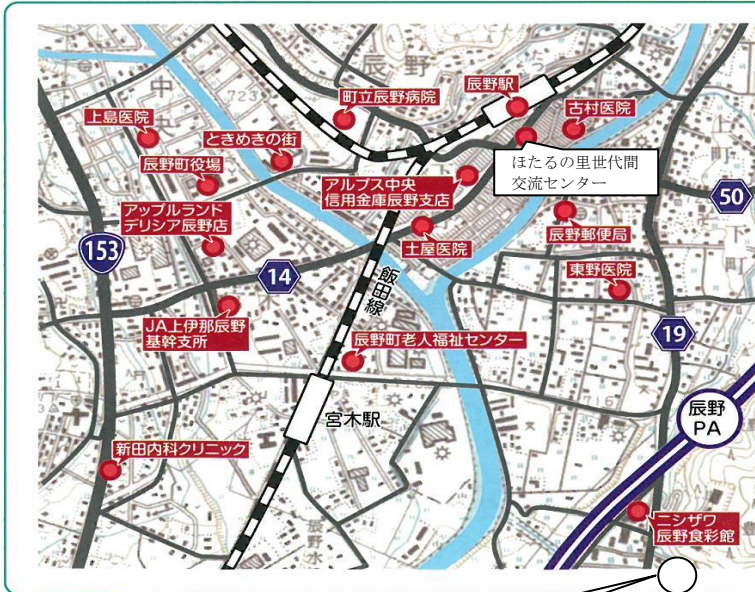 辰野
町立辰野病院
辰野駅
古村医院
上島医院
中央
723
ときめきの街
辰野町役場
ほたるの里世代間
交流センター
アルプス中央
信用金庫辰野支店
50
アップルランド
デリシア辰野店
辰野郵便局
土屋医院
153
14
飯田線
東野医院
JA上伊那辰野
基幹支所
辰野町老人福祉センター
19
716
宮木駅
辰野
PA
新田内科クリニック
ニシザワ
辰野食彩館
辰野水